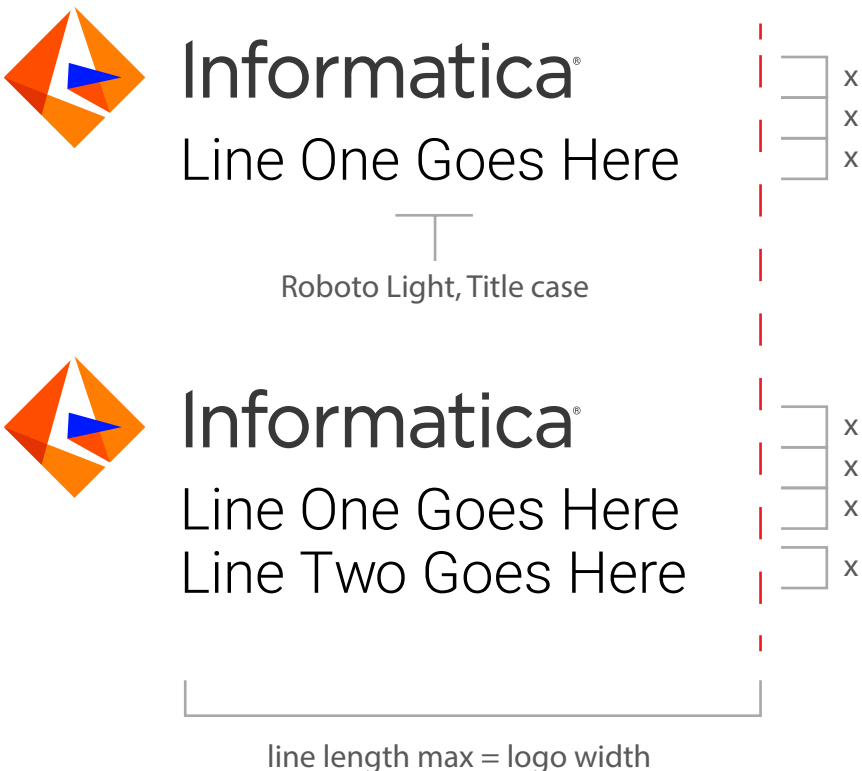 Informatica®
x
x
x
Line One Goes Here
Roboto Light, Title case
Informatica®
x
x
x
Line One Goes Here
x
Line Two Goes Here
line length max = logo width